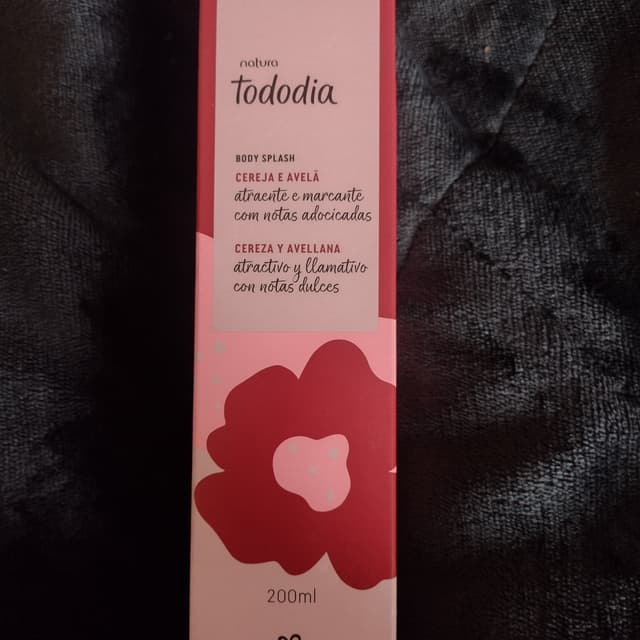 natura
Tododia
BODY SPLASH
CEREJA E AVELÃ
atraente e marcante
com notas adocicadas
CEREZA Y AVELLANA
atractivo y llamativo
con notas dulces
200ml